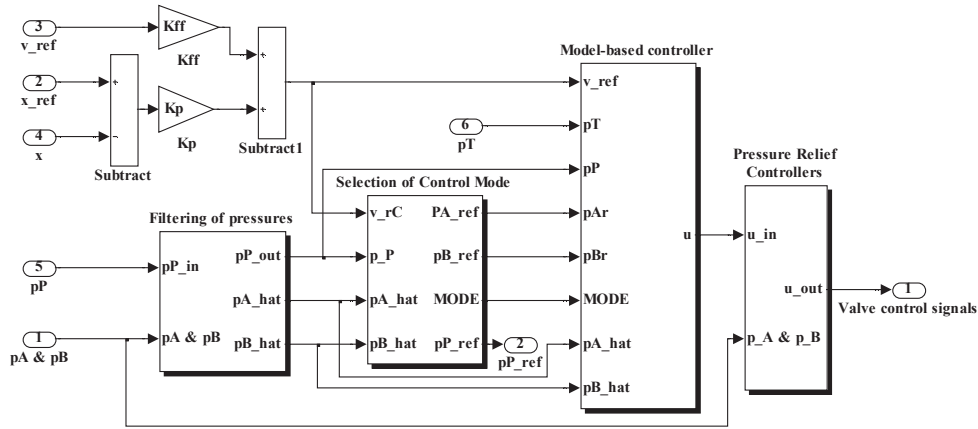 3
v_ref
Kff
Kff
2
x_ref
4
x
+
-
Subtract
Kp
Kp
+
+
Subtract1
6
pT
Model-based controller
v_ref
pT
pP
pAr
pBr
MODE
pA_hat
pB_hat
u
Selection of Control Mode
v_rC
p_P
pA_hat
pB_hat
PA_ref
pB_ref
MODE
pP_ref
2
pP_ref
Filtering of pressures
pP_in
pA & pB
pP_out
pA_hat
pB_hat
5
pP
1
pA & pB
Pressure Relief
Controllers
u_in
p_A & p_B
u_out
1
Valve control signals